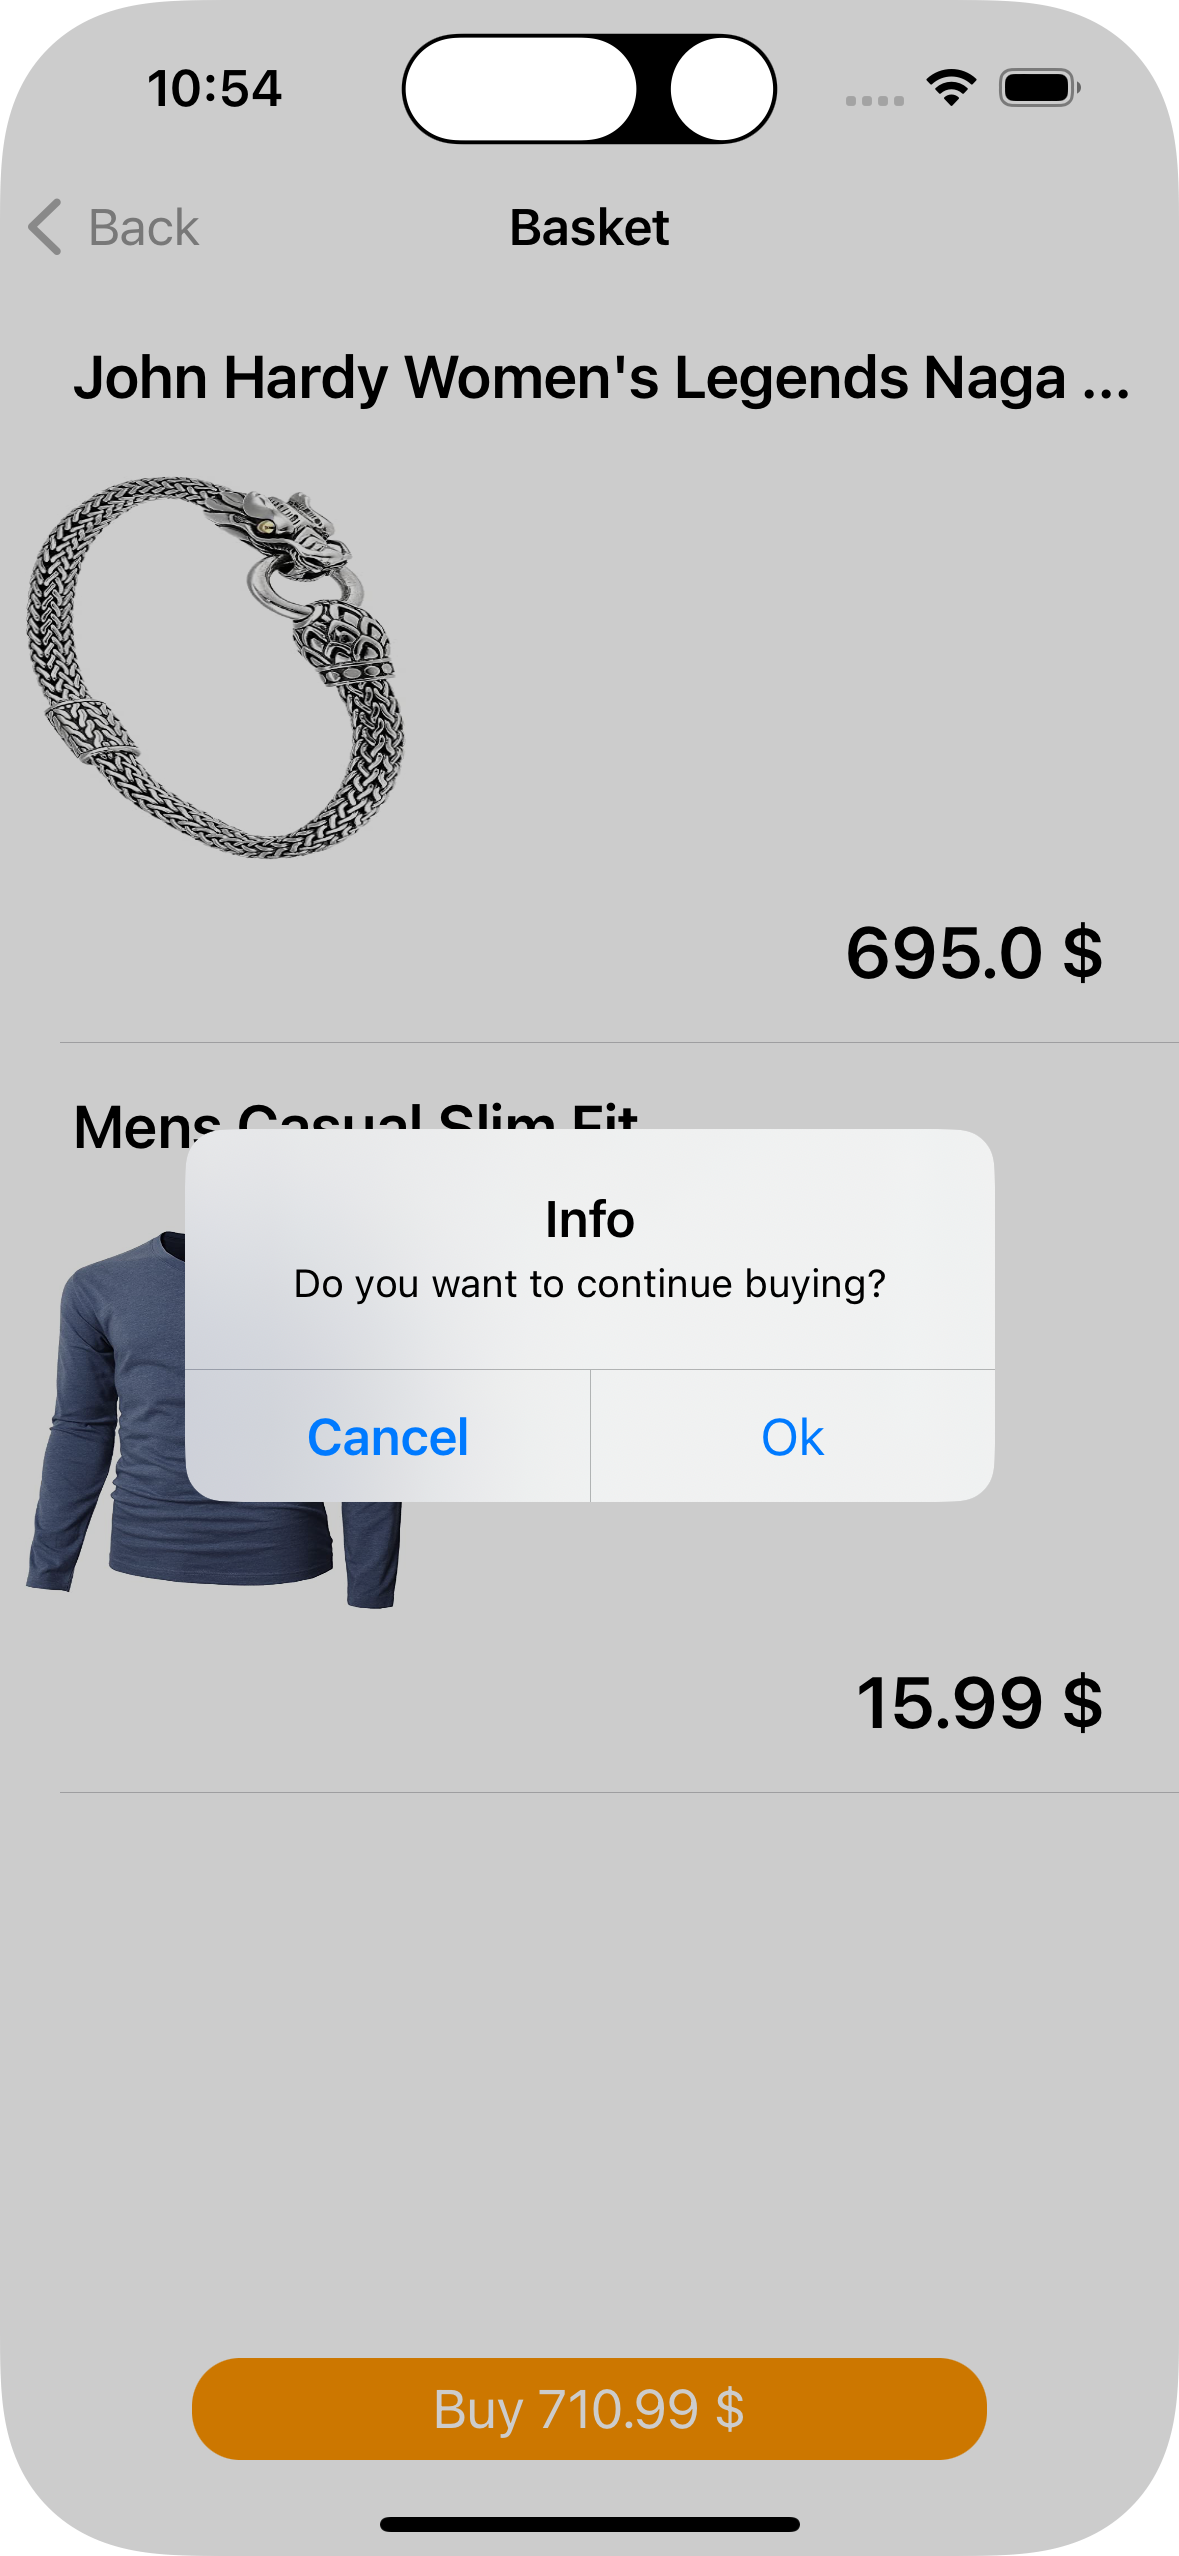 10:54
Back
Basket
John Hardy Women's Legends Naga ...
695.0 $
Mens Casual Slim Fit
Info
Do you want to continue buying?
Cancel
Ok
15.99 $
Buy 710.99 $